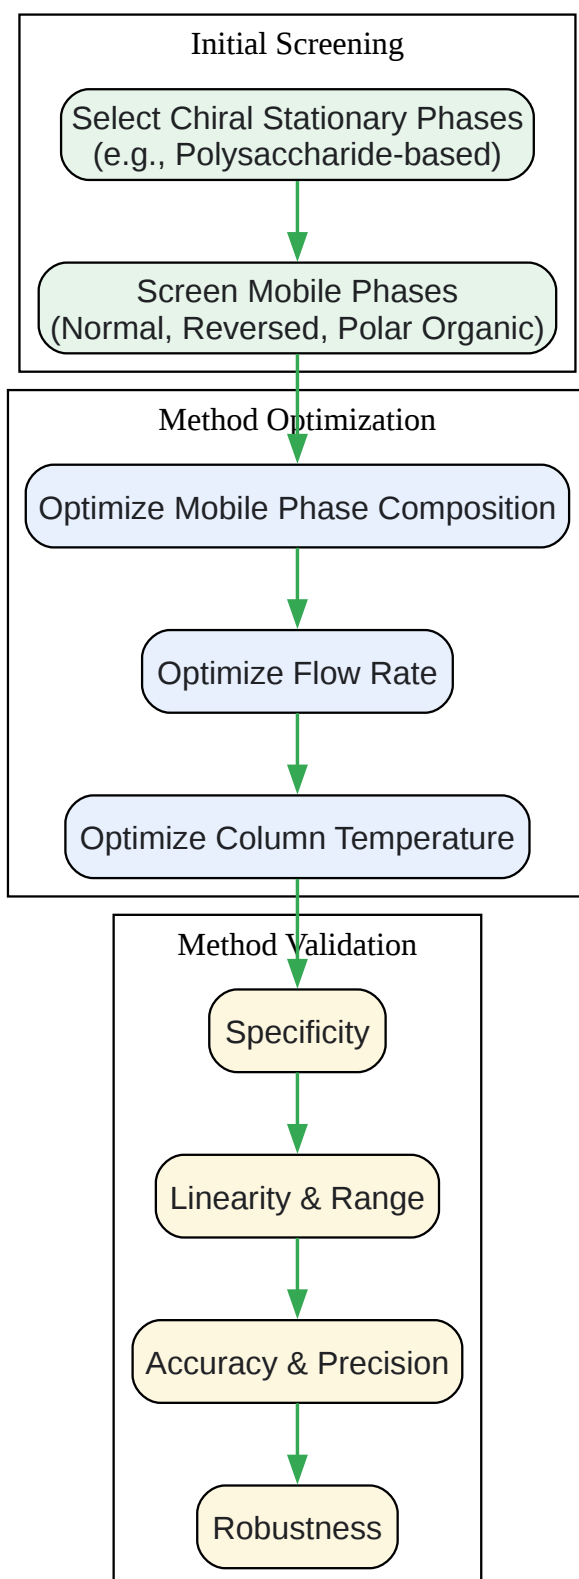 Initial Screening
Select Chiral Stationary Phases
(e.g., Polysaccharide-based)
Screen Mobile Phases
(Normal, Reversed, Polar Organic)
Method Optimization
Optimize Mobile Phase Composition
Optimize Flow Rate
Optimize Column Temperature
Method Validation
Specificity
Linearity & Range
Accuracy & Precision
Robustness